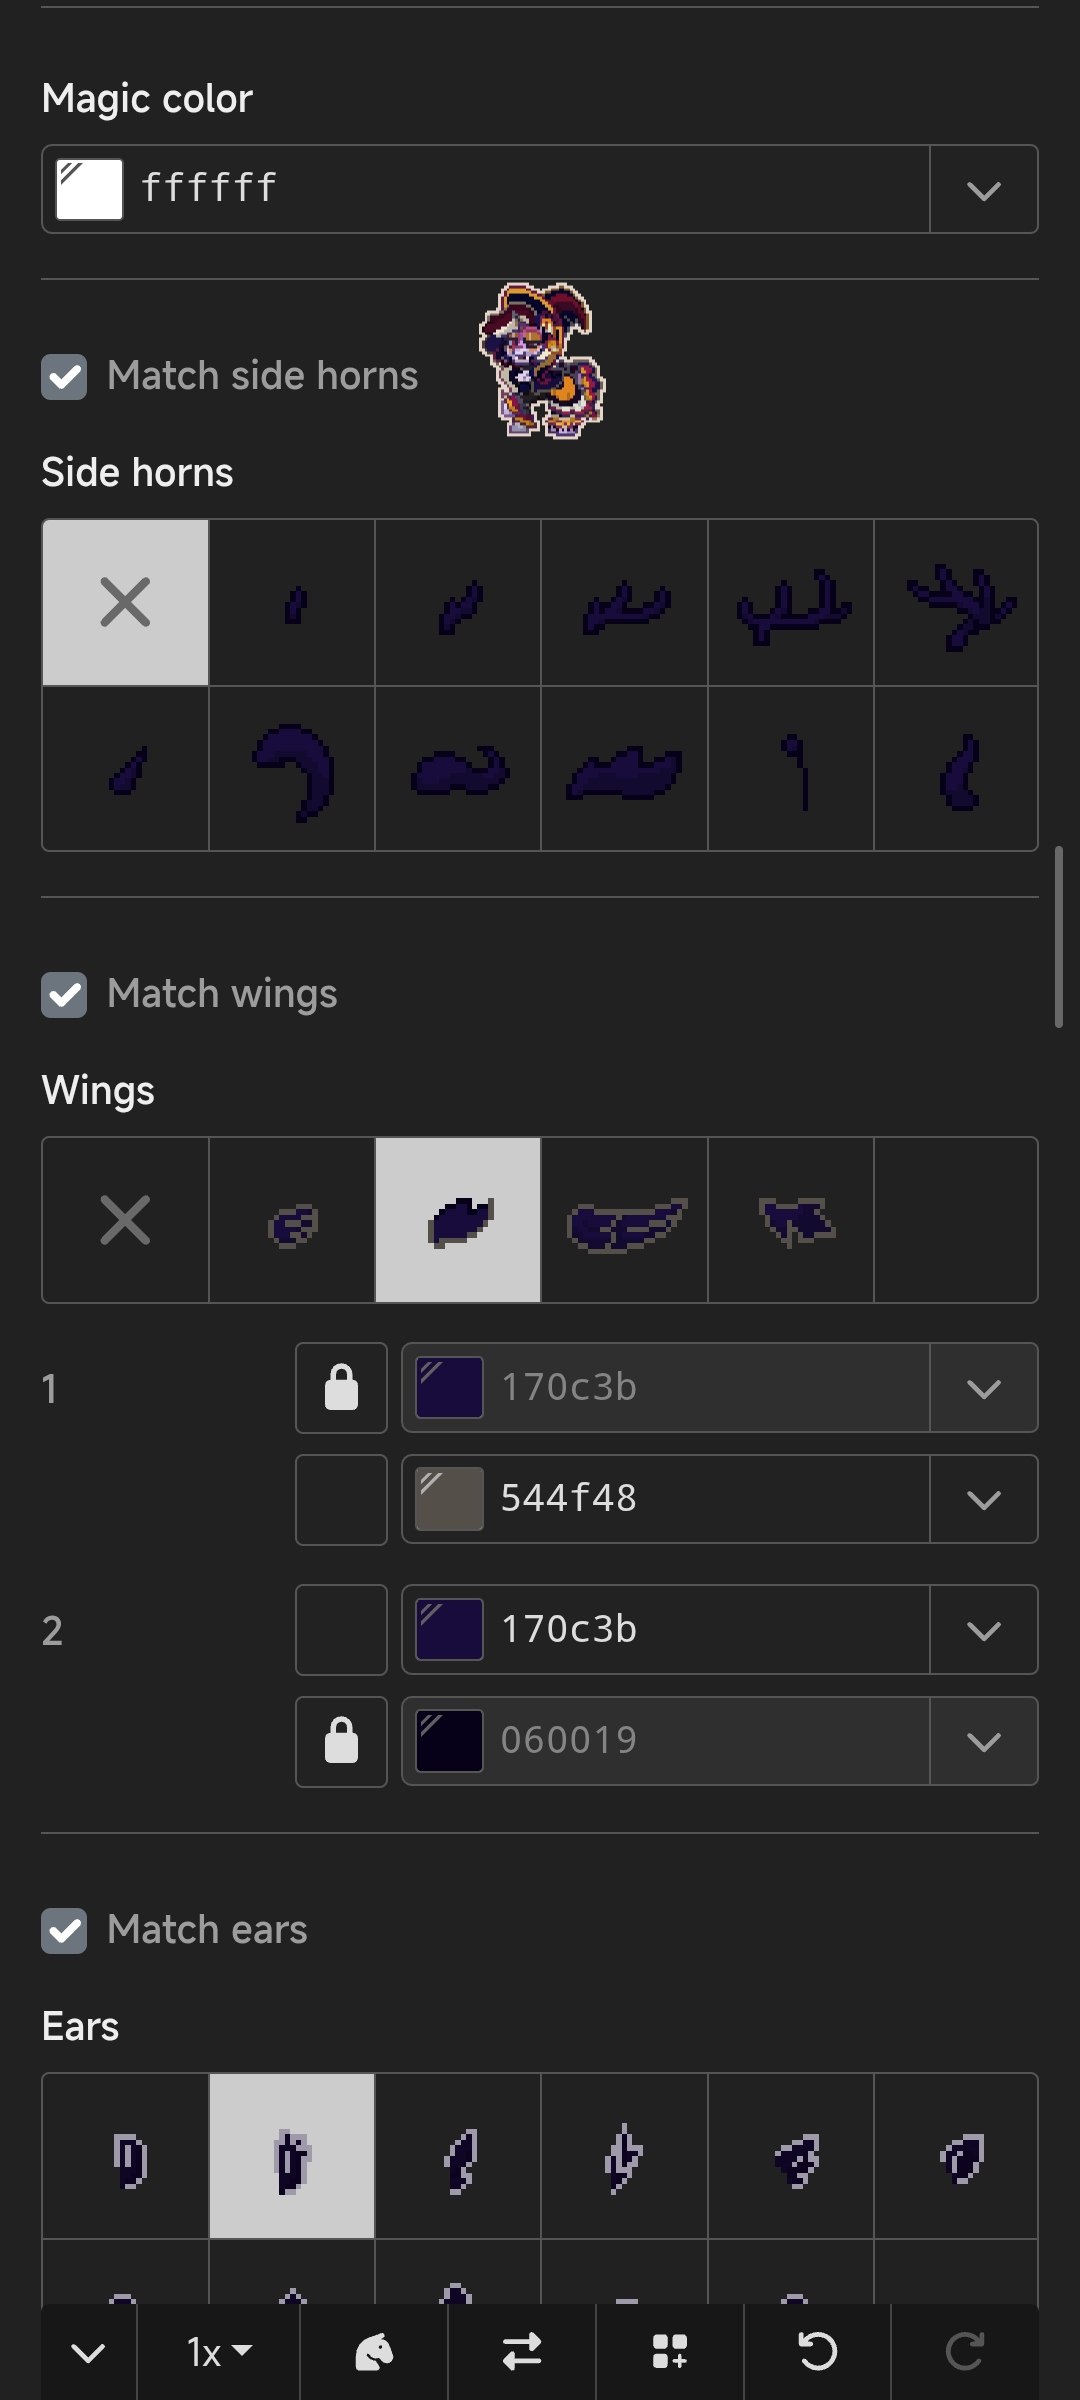 Magic color
ffffff
Match side horns
Side horns
Match wings
Wings
1
170c3b
544f48
2
170c3b
060019
Match ears
Ears
1x